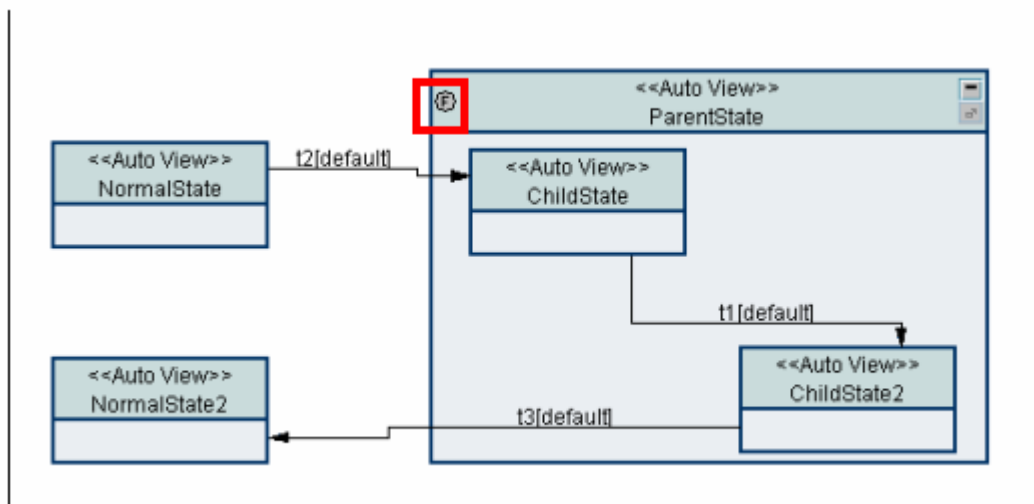 <<Auto View>>
ParentState
F
<<Auto View>>
NormalState
t2[default]
<<Auto View>>
ChildState
t1[default]
<<Auto View>>
NormalState2
t3[default]
<<Auto View>>
ChildState2